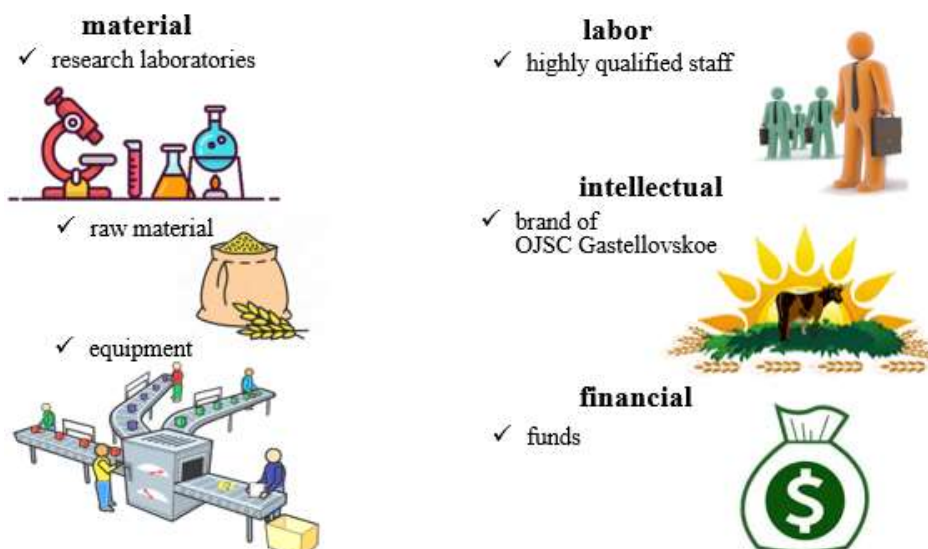 material
✓ research laboratories
✓ raw material
✓ equipment
labor
✓ highly qualified staff
intellectual
✓ brand of
OJSC Gastellovskoe
financial
✓ funds
$